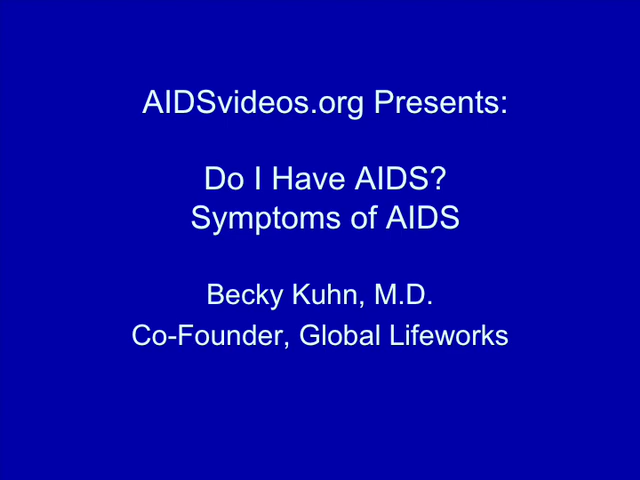 AIDSvideos.org Presents:
Do I Have AIDS?
Symptoms of AIDS
Becky Kuhn, M.D.
Co-Founder, Global Lifeworks